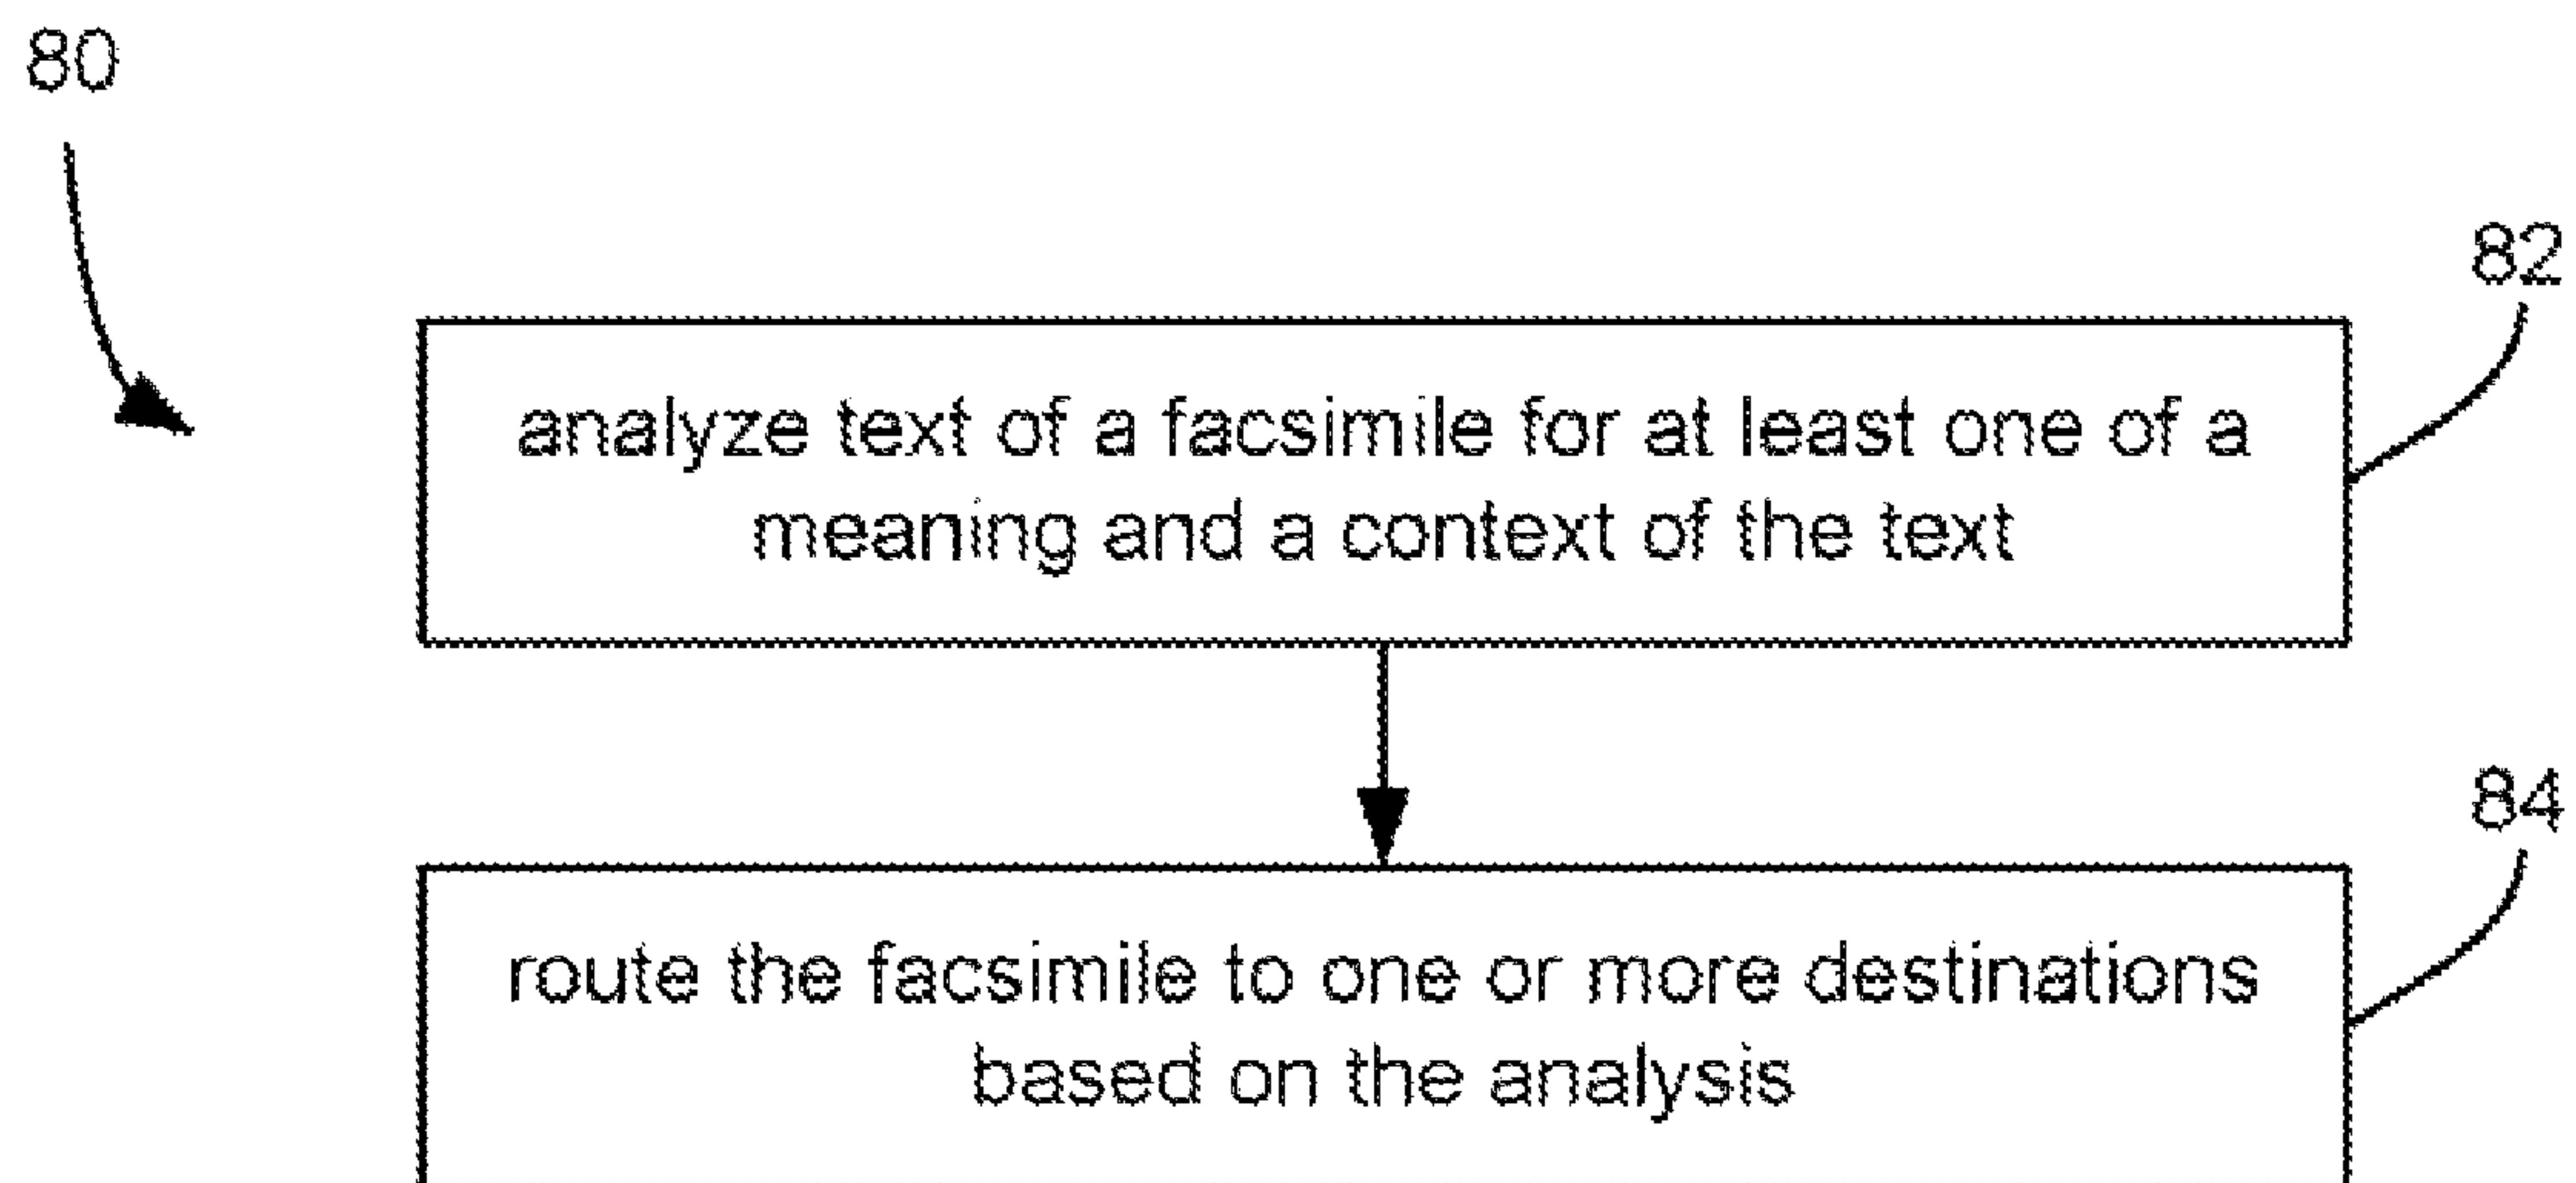 80
82
analyze text of a facsimile for at least one of a
meaning and a context of the text
84
route the facsimile to one or more destinations
based on the analysis